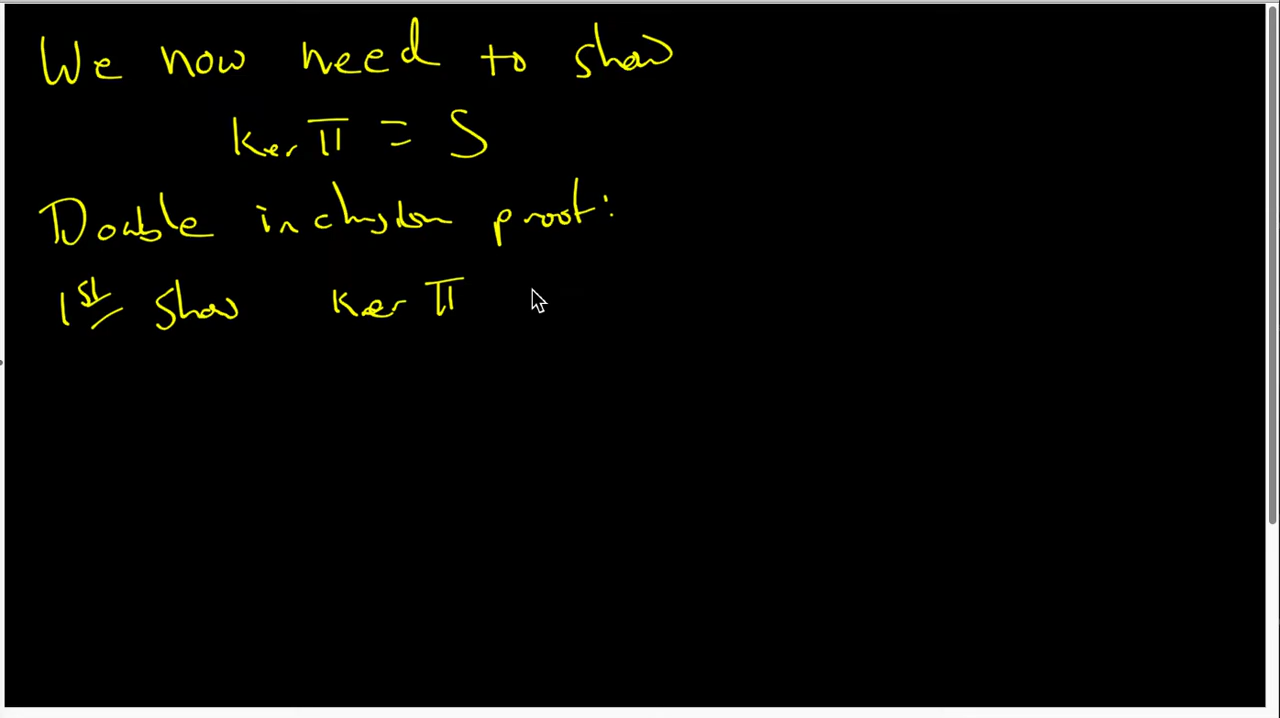 We now need to show
ker Π = S
Double inclusion proof:
1st show ker Π